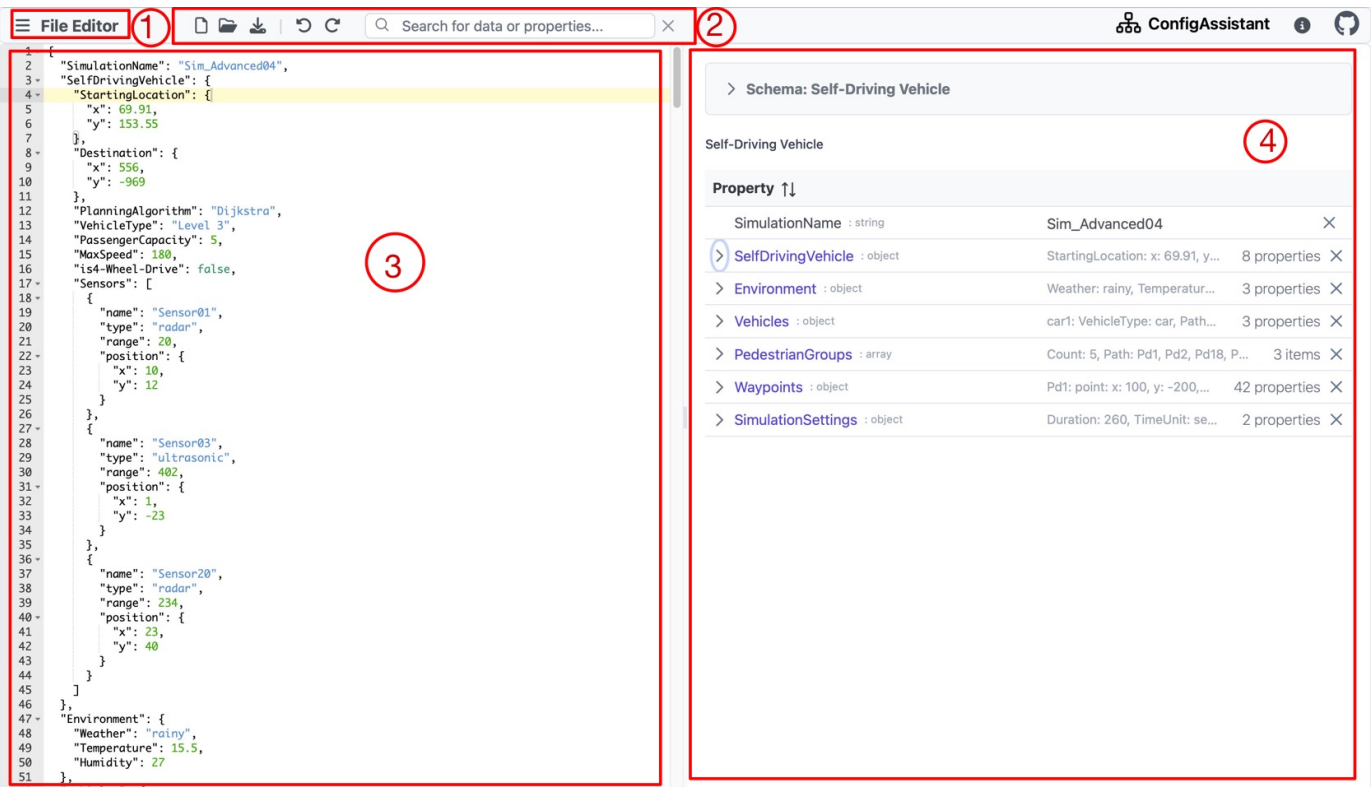 File Editor
1
Search for data or properties...
2
ConfigAssistant
1 {
2 "SimulationName": "Sim_Advanced04",
3 "SelfDrivingVehicle": {
4 "StartingLocation": {
5 "x": 69.91,
6 "y": 153.55
7 },
8 "Destination": {
9 "x": 556,
10 "y": -969
11 },
12 "PlanningAlgorithm": "Dijkstra",
13 "VehicleType": "Level 3",
14 "PassengerCapacity": 5,
15 "MaxSpeed": 180,
16 "is4-Wheel-Drive": false,
17 "Sensors": [
18 {
19 "name": "Sensor01",
20 "type": "radar",
21 "range": 20,
22 "position": {
23 "x": 10,
24 "y": 12
25 }
26 },
27 {
28 "name": "Sensor03",
29 "type": "ultrasonic",
30 "range": 402,
31 "position": {
32 "x": 1,
33 "y": -23
34 }
35 },
36 {
37 "name": "Sensor20",
38 "type": "radar",
39 "range": 234,
40 "position": {
41 "x": 23,
42 "y": 40
43 }
44 }
45 ]
46 },
47 "Environment": {
48 "Weather": "rainy",
49 "Temperature": 15.5,
50 "Humidity": 27
51 },
3
Schema: Self-Driving Vehicle
4
Self-Driving Vehicle
Property
SimulationName : string Sim_Advanced04
SelfDrivingVehicle : object StartingLocation: x: 69.91, y... 8 properties
Environment : object Weather: rainy, Temperatur... 3 properties
Vehicles : object car1: VehicleType: car, Path... 3 properties
PedestrianGroups : array Count: 5, Path: Pd1, Pd2, Pd18, P... 3 items
Waypoints : object Pd1: point: x: 100, y: -200,... 42 properties
SimulationSettings : object Duration: 260, TimeUnit: se... 2 properties